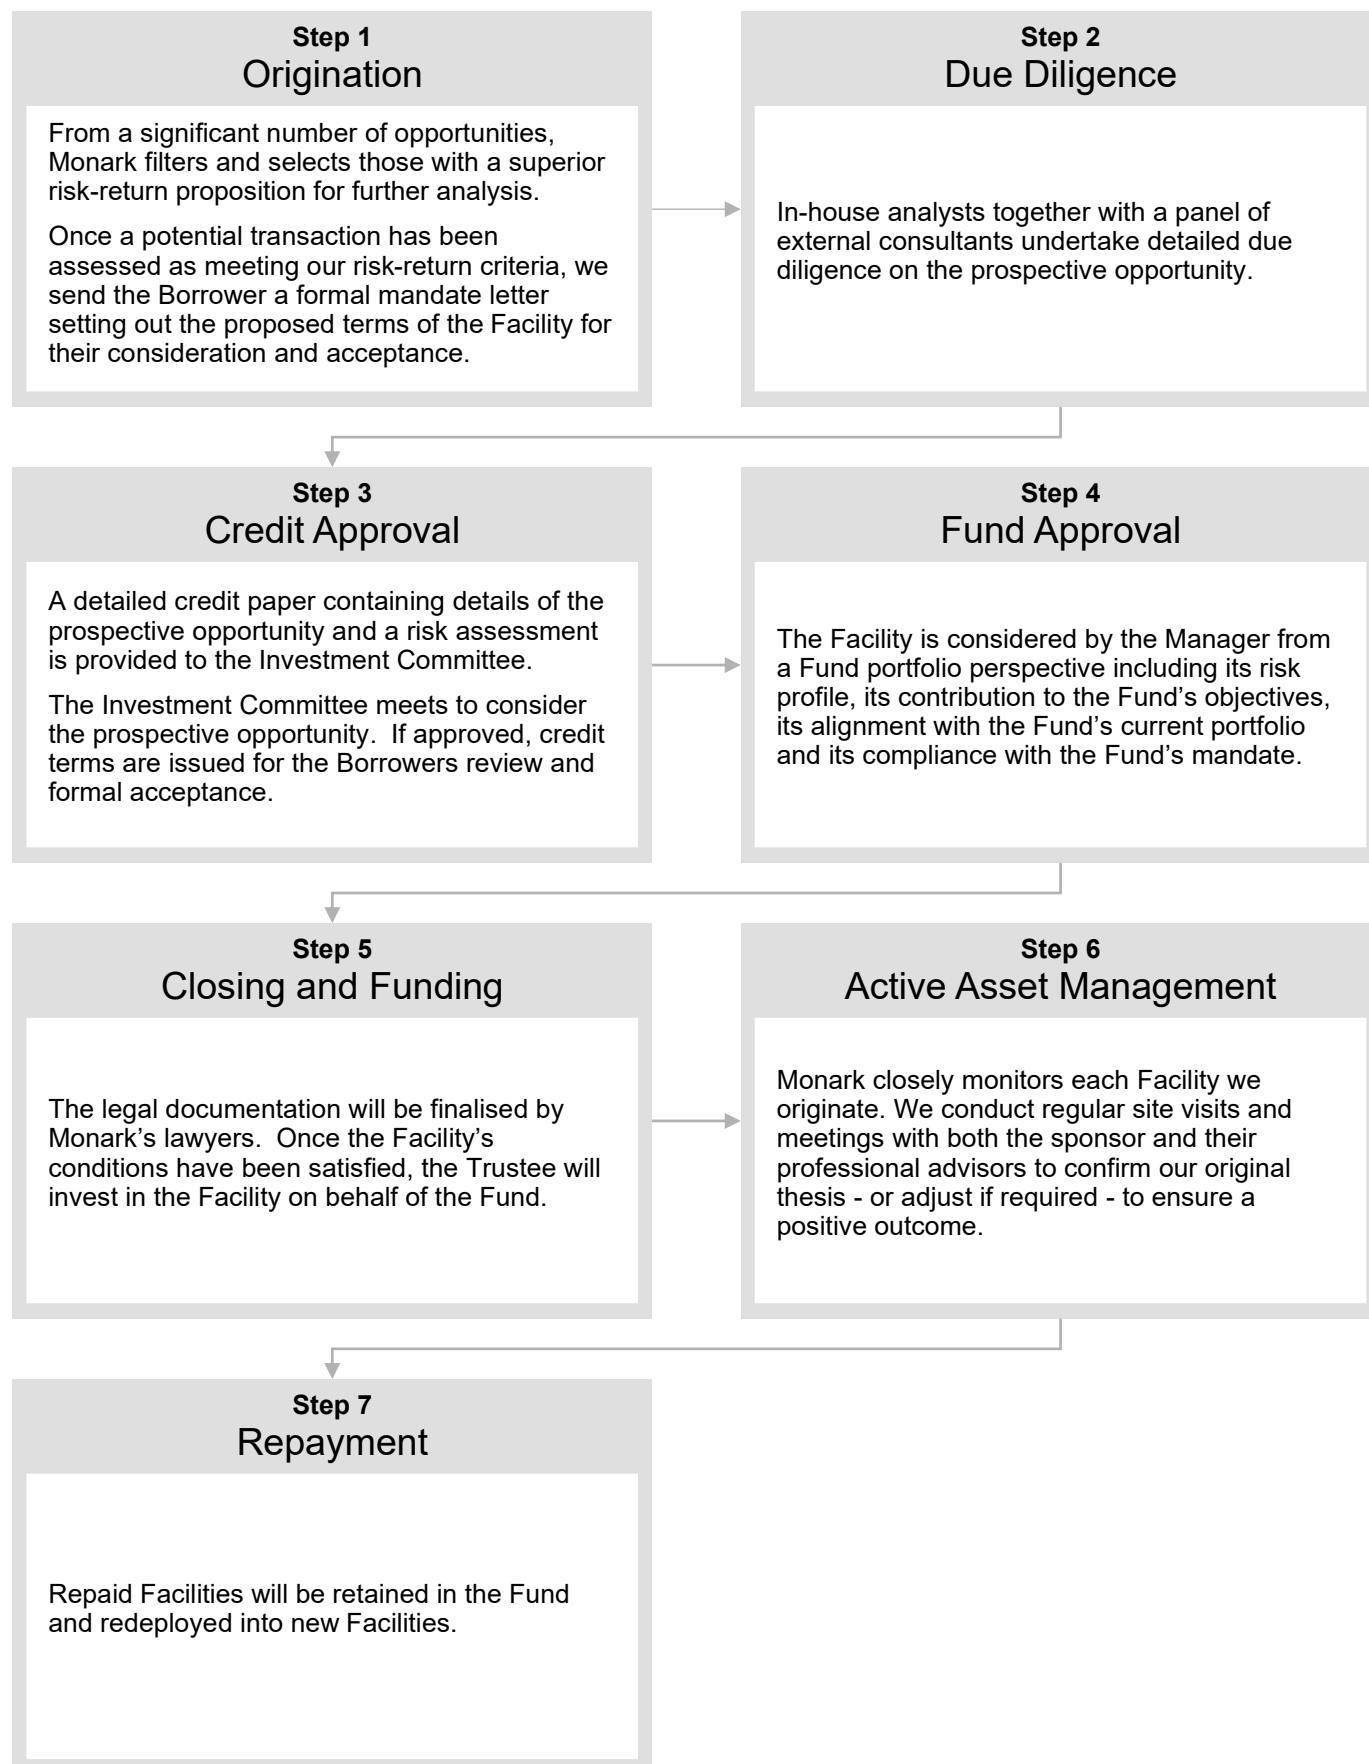 Step 1
Origination
From a significant number of opportunities,
Monark filters and selects those with a superior
risk-return proposition for further analysis.
Once a potential transaction has been
assessed as meeting our risk-return criteria, we
send the Borrower a formal mandate letter
setting out the proposed terms of the Facility for
their consideration and acceptance.
Step 2
Due Diligence
In-house analysts together with a panel of
external consultants undertake detailed due
diligence on the prospective opportunity.
Step 3
Credit Approval
A detailed credit paper containing details of the
prospective opportunity and a risk assessment
is provided to the Investment Committee.
The Investment Committee meets to consider
the prospective opportunity.  If approved, credit
terms are issued for the Borrowers review and
formal acceptance.
Step 4
Fund Approval
The Facility is considered by the Manager from
a Fund portfolio perspective including its risk
profile, its contribution to the Fund’s objectives,
its alignment with the Fund’s current portfolio
and its compliance with the Fund’s mandate.
Step 5
Closing and Funding
The legal documentation will be finalised by
Monark’s lawyers.  Once the Facility’s
conditions have been satisfied, the Trustee will
invest in the Facility on behalf of the Fund.
Step 6
Active Asset Management
Monark closely monitors each Facility we
originate. We conduct regular site visits and
meetings with both the sponsor and their
professional advisors to confirm our original
thesis - or adjust if required - to ensure a
positive outcome.
Step 7
Repayment
Repaid Facilities will be retained in the Fund
and redeployed into new Facilities.